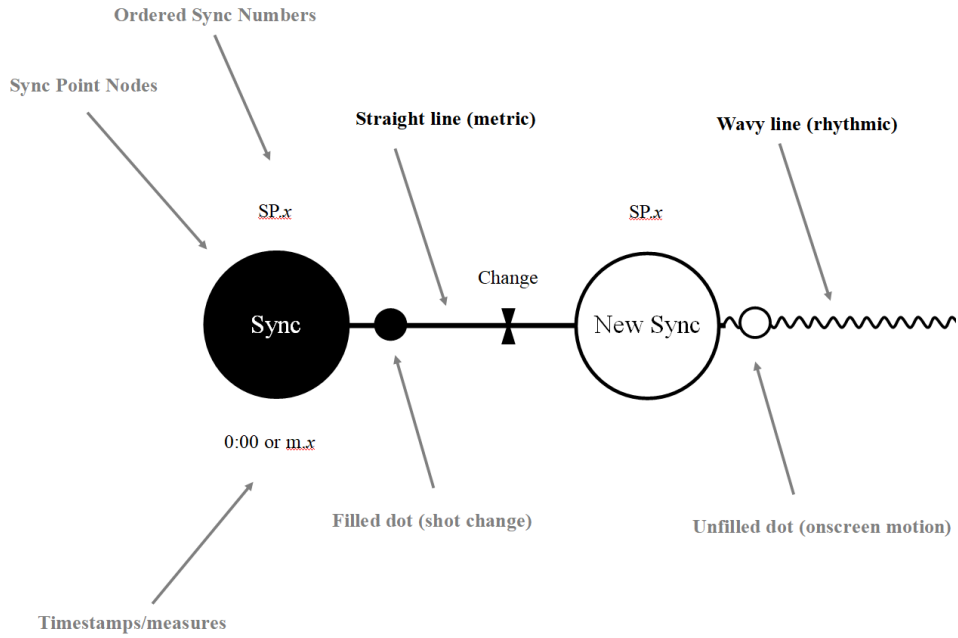 Ordered Sync Numbers
Sync Point Nodes
Straight line (metric)
Wavy line (rhythmic)
SP.x
SP.x
Change
Sync
New Sync
0:00 or m.x
Filled dot (shot change)
Unfilled dot (onscreen motion)
Timestamps/measures